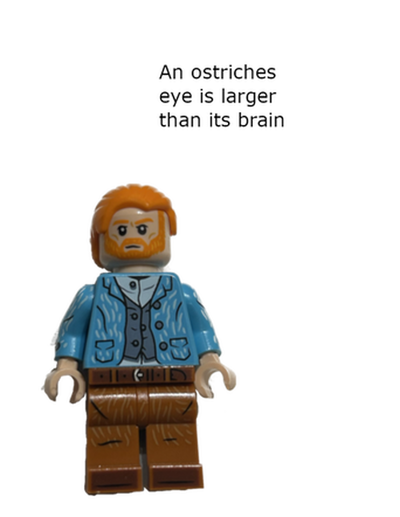 An ostriches
eye is larger
than its brain